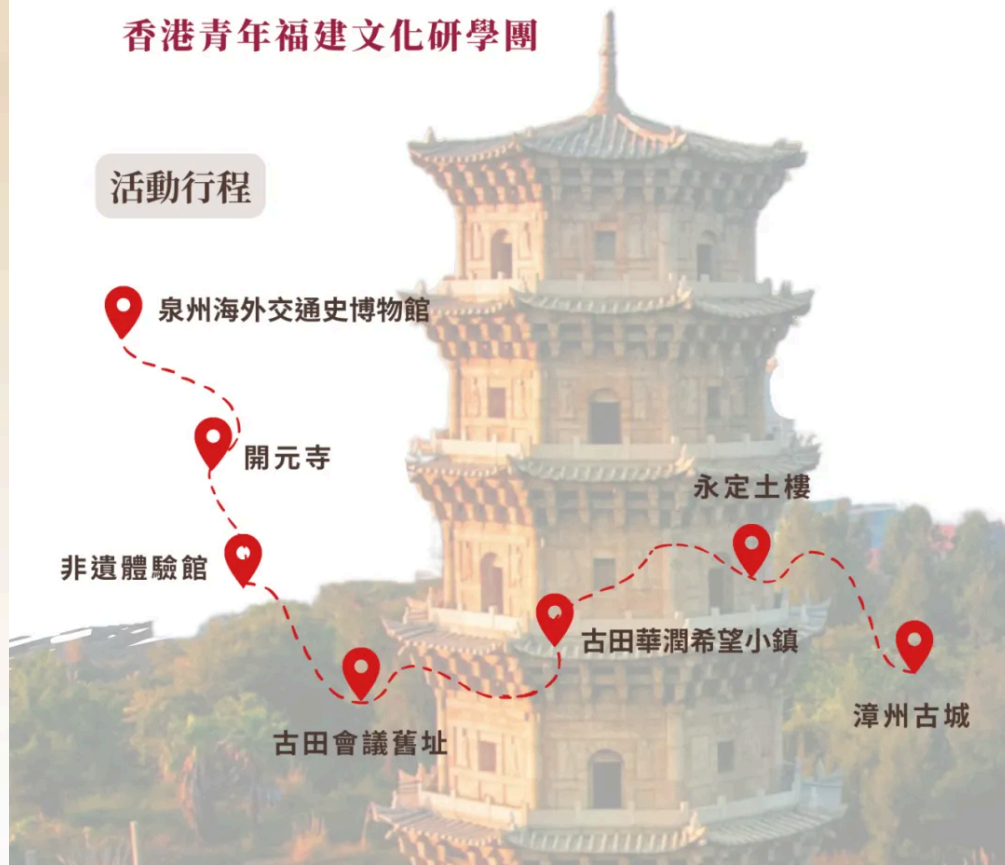 香港青年福建文化研學團
活動行程
泉州海外交通史博物館
開元寺
非遺體驗館
古田會議舊址
古田華潤希望小鎮
永定土樓
漳州古城